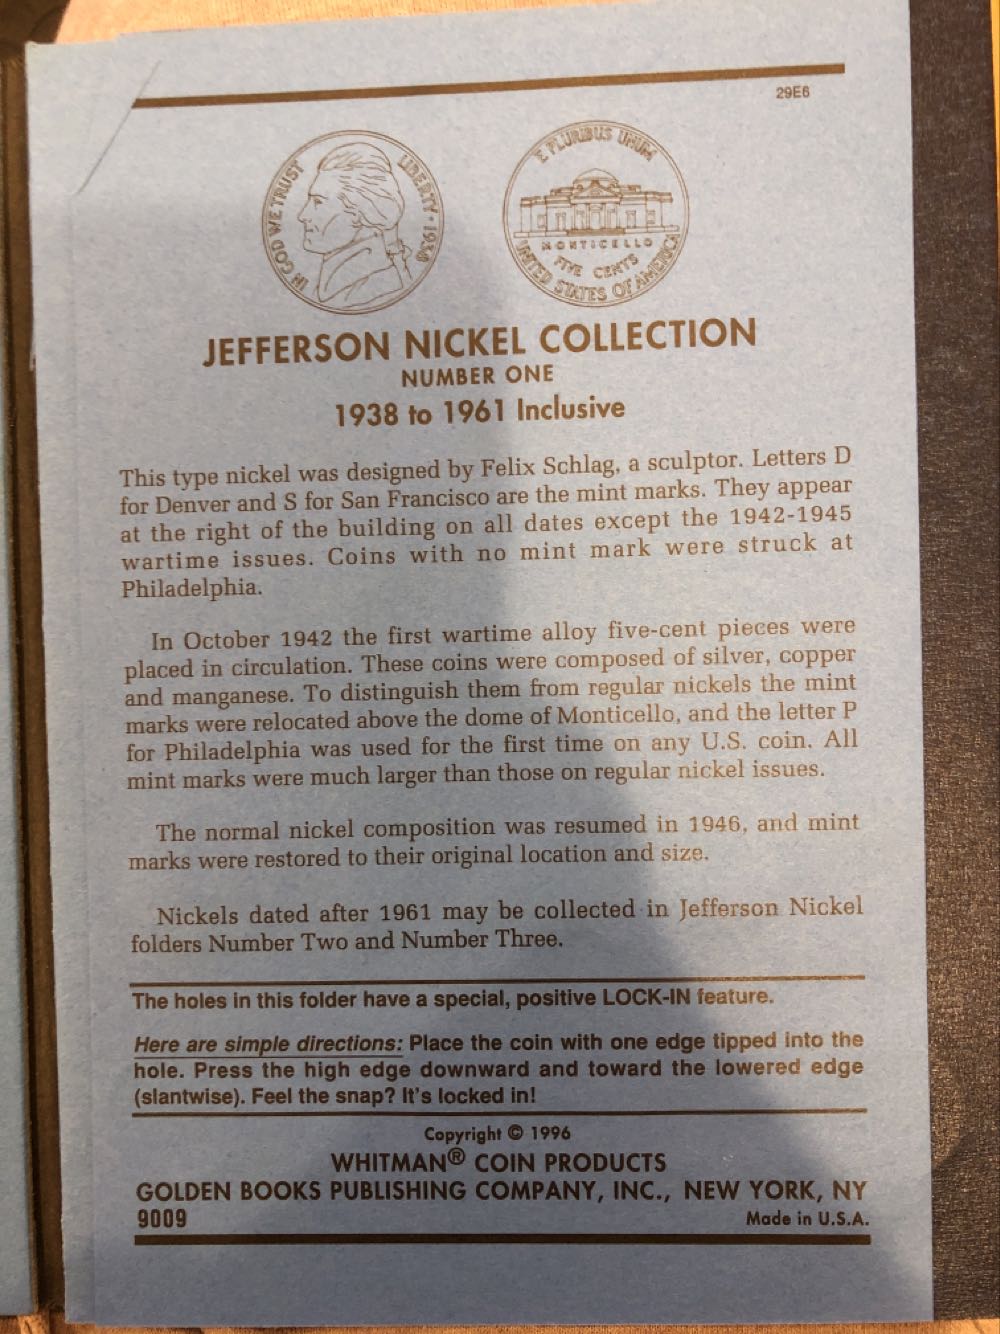 29E6
IN GOD WE TRUST LIBERTY · 1938
E PLURIBUS UNUM
MONTICELLO
FIVE CENTS
UNITED STATES OF AMERICA
JEFFERSON NICKEL COLLECTION
NUMBER ONE
1938 to 1961 Inclusive
This type nickel was designed by Felix Schlag, a sculptor. Letters D
for Denver and S for San Francisco are the mint marks. They appear
at the right of the building on all dates except the 1942-1945
wartime issues. Coins with no mint mark were struck at
Philadelphia.
In October 1942 the first wartime alloy five-cent pieces were
placed in circulation. These coins were composed of silver, copper
and manganese. To distinguish them from regular nickels the mint
marks were relocated above the dome of Monticello, and the letter P
for Philadelphia was used for the first time on any U.S. coin. All
mint marks were much larger than those on regular nickel issues.
The normal nickel composition was resumed in 1946, and mint
marks were restored to their original location and size.
Nickels dated after 1961 may be collected in Jefferson Nickel
folders Number Two and Number Three.
The holes in this folder have a special, positive LOCK-IN feature.
Here are simple directions: Place the coin with one edge tipped into the
hole. Press the high edge downward and toward the lowered edge
(slantwise). Feel the snap? It's locked in!
Copyright © 1996
WHITMAN® COIN PRODUCTS
GOLDEN BOOKS PUBLISHING COMPANY, INC., NEW YORK, NY
9009 Made in U.S.A.